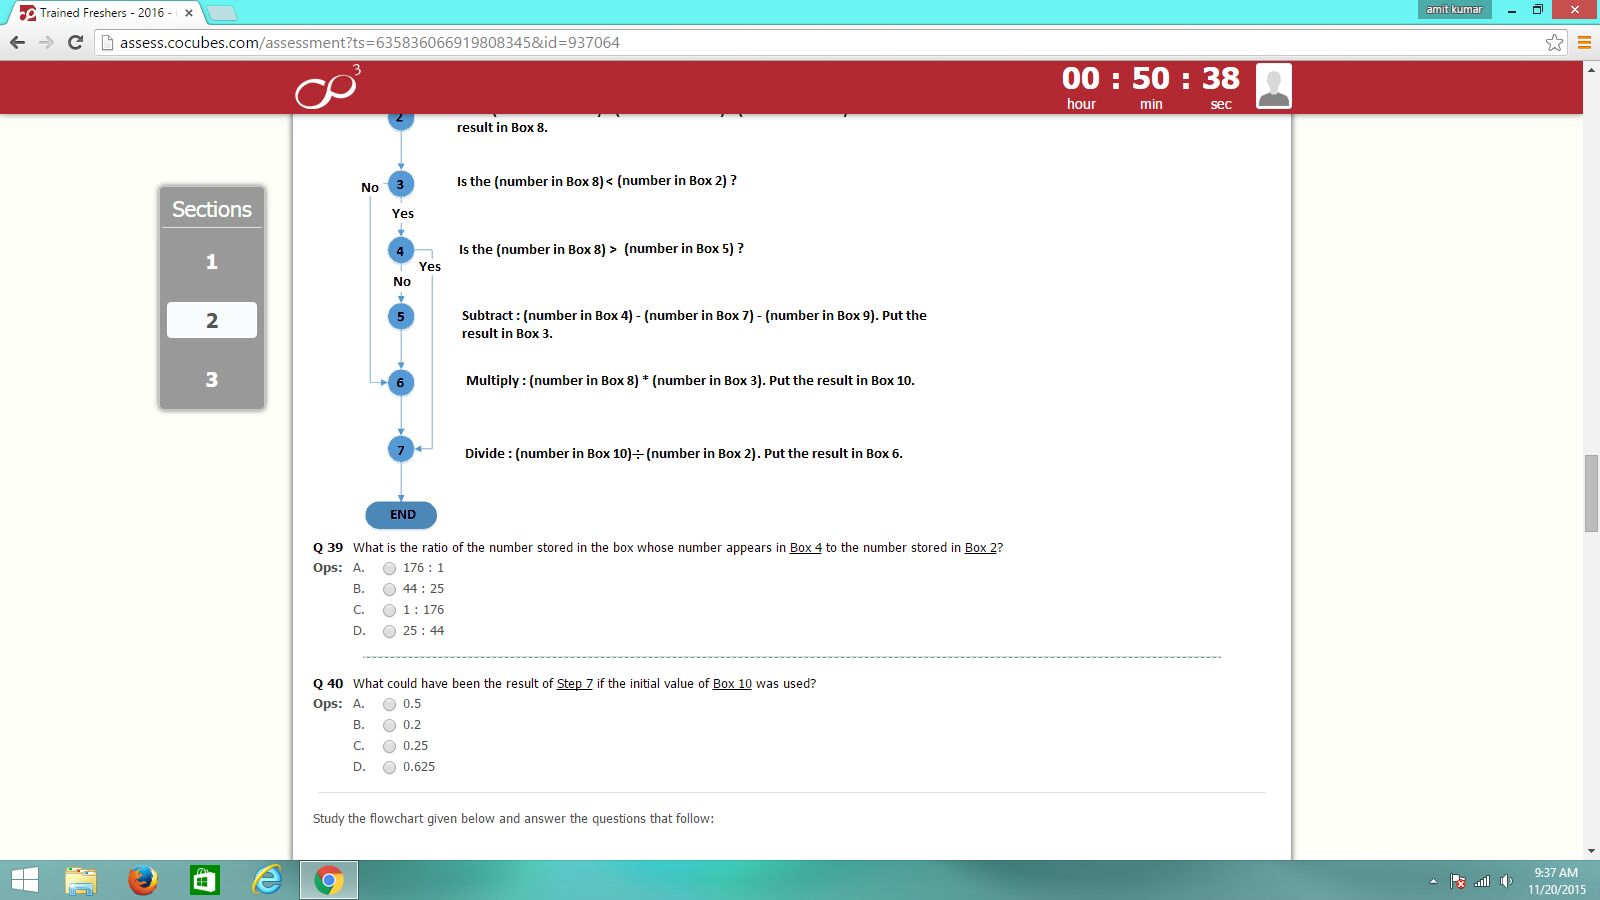 Trained Freshers - 2016 -
amit kumar
assess.cocubes.com/assessment?ts=635836066919808345&id=937064
3
00 : 50 : 38
hour min sec
Sections
1
2
3
2
result in Box 8.
No
3
Is the (number in Box 8) < (number in Box 2) ?
Yes
4
Is the (number in Box 8) > (number in Box 5) ?
Yes
No
5
Subtract : (number in Box 4) - (number in Box 7) - (number in Box 9). Put the
result in Box 3.
6
Multiply : (number in Box 8) * (number in Box 3). Put the result in Box 10.
7
Divide : (number in Box 10)÷(number in Box 2). Put the result in Box 6.
END
Q 39 What is the ratio of the number stored in the box whose number appears in Box 4 to the number stored in Box 2?
Ops: A. 176 : 1
B. 44 : 25
C. 1 : 176
D. 25 : 44
Q 40 What could have been the result of Step 7 if the initial value of Box 10 was used?
Ops: A. 0.5
B. 0.2
C. 0.25
D. 0.625
Study the flowchart given below and answer the questions that follow:
9:37 AM
11/20/2015